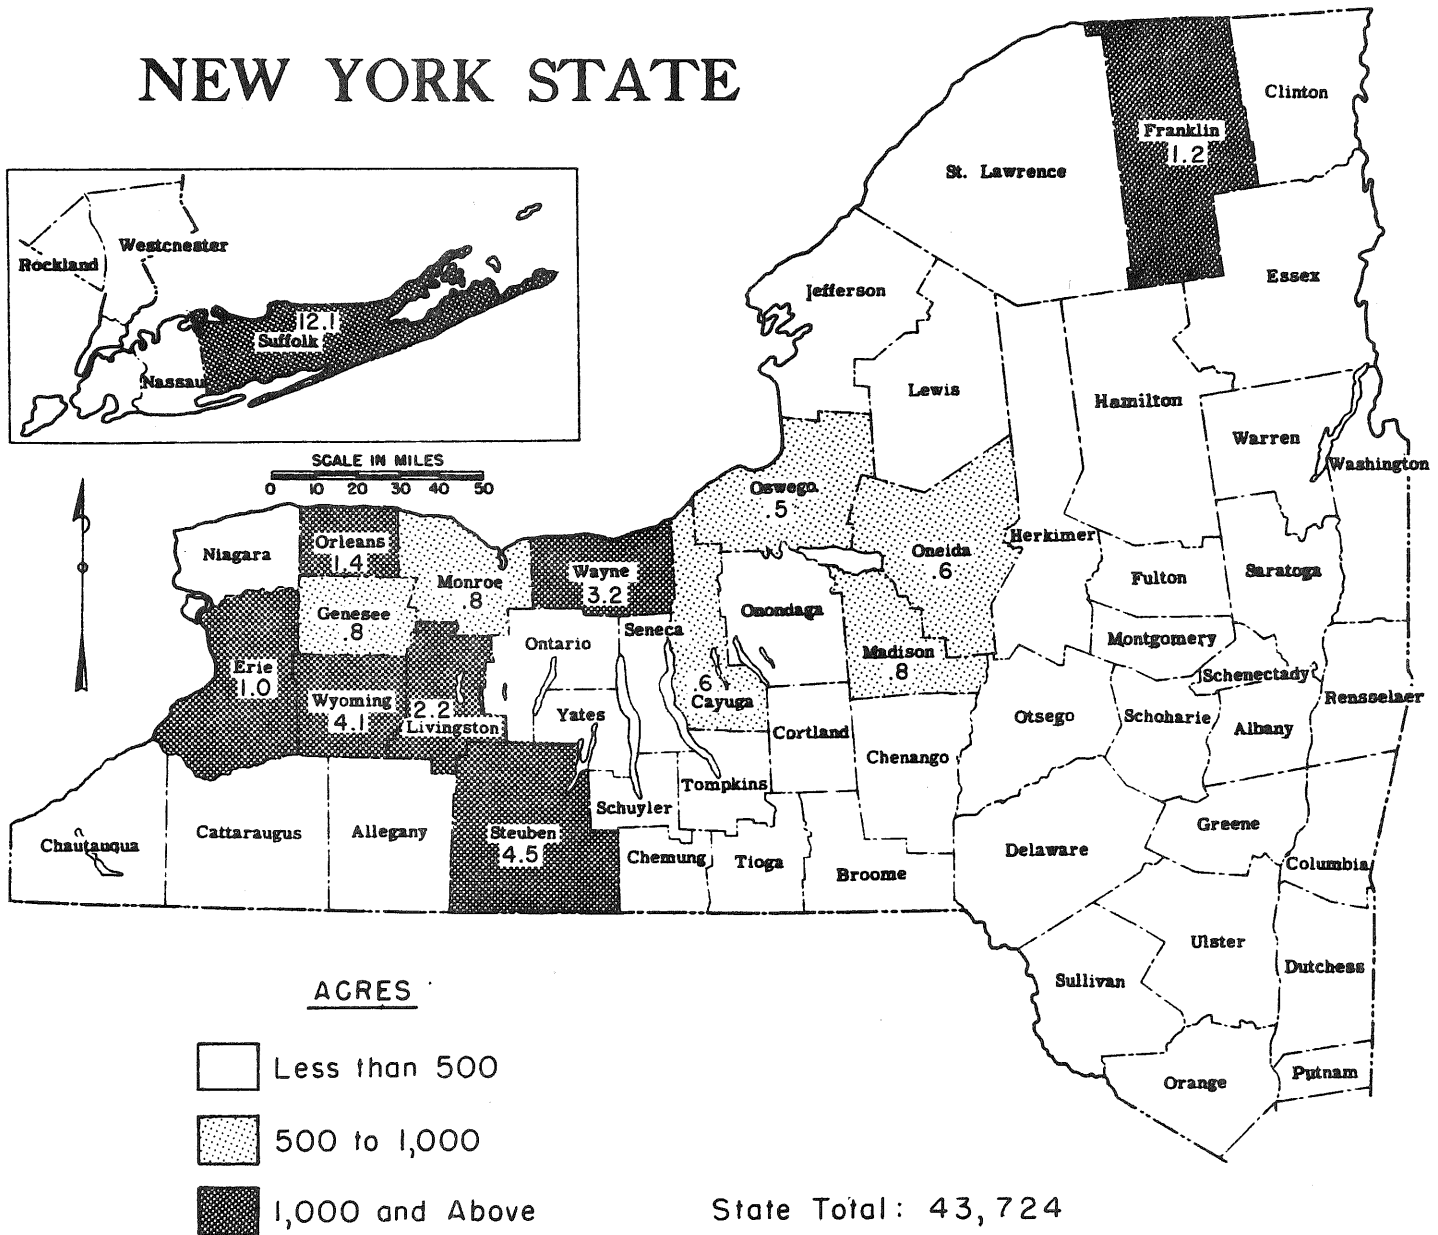 NEW YORK STATE
Clinton
Franklin
1.2
St. Lawrence
Westcnester
Rockland
Essex
Jefferson
12.1
Suffolk
Nassau
Lewis
Hamilton
Warren
Washington
SCALE IN MILES
0 10 20 30 40 50
Oswego
.5
Niagara
Orleans
1.4
Monroe
.8
Wayne
3.2
Oneida
.6
Herkimer
Fulton
Saratoga
Genesee
.8
Onondaga
Seneca
Ontario
Montgomery
Madison
.8
Erie
1.0
Schenectady
Rensselaer
Wyoming
4.1
2.2
Livingston
.6
Cayuga
Yates
Cortland
Otsego
Schoharie
Albany
Chenango
Tompkins
Schuyler
Chautauqua
Cattaraugus
Allegany
Steuben
4.5
Chemung
Tioga
Broome
Delaware
Greene
Columbia
Ulster
Dutchess
Sullivan
Orange
Putnam
ACRES
Less than 500
500 to 1,000
1,000 and Above
State Total: 43,724